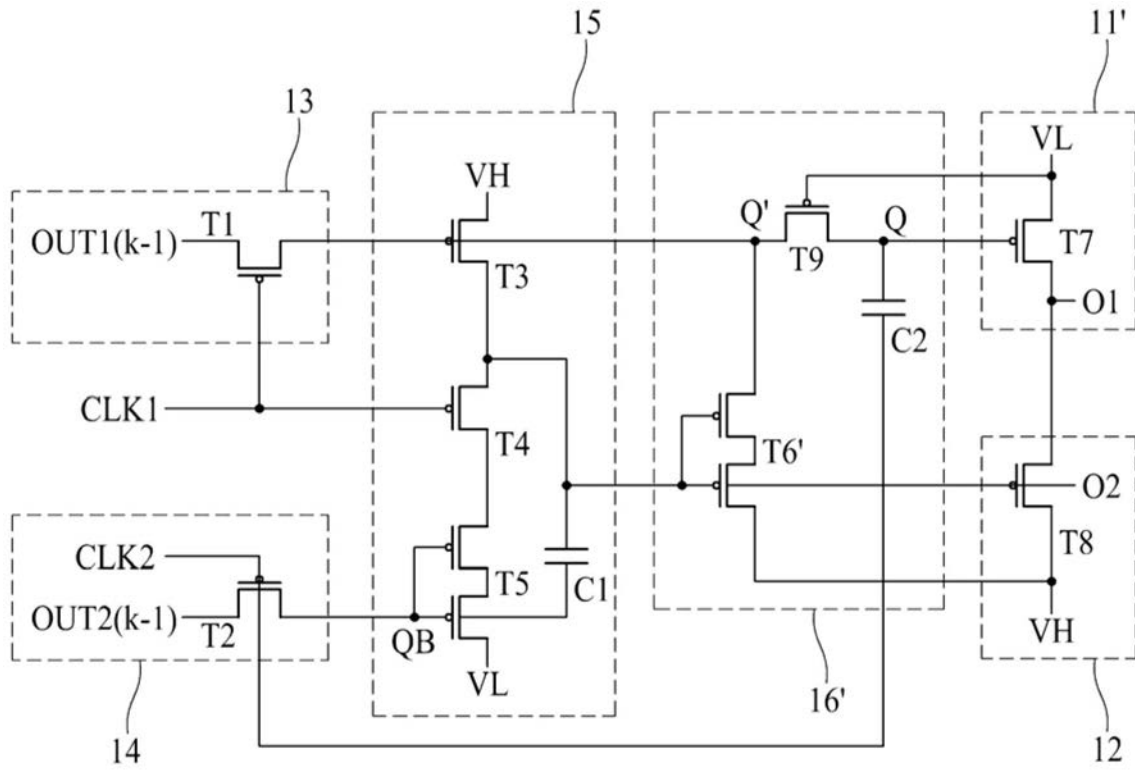 15
11'
13
VH
VL
Q'
Q
OUT1(k-1)
T1
T3
T9
T7
O1
C2
CLK1
T4
T6'
O2
CLK2
T8
T5
C1
OUT2(k-1)
T2
QB
VH
VL
16'
14
12